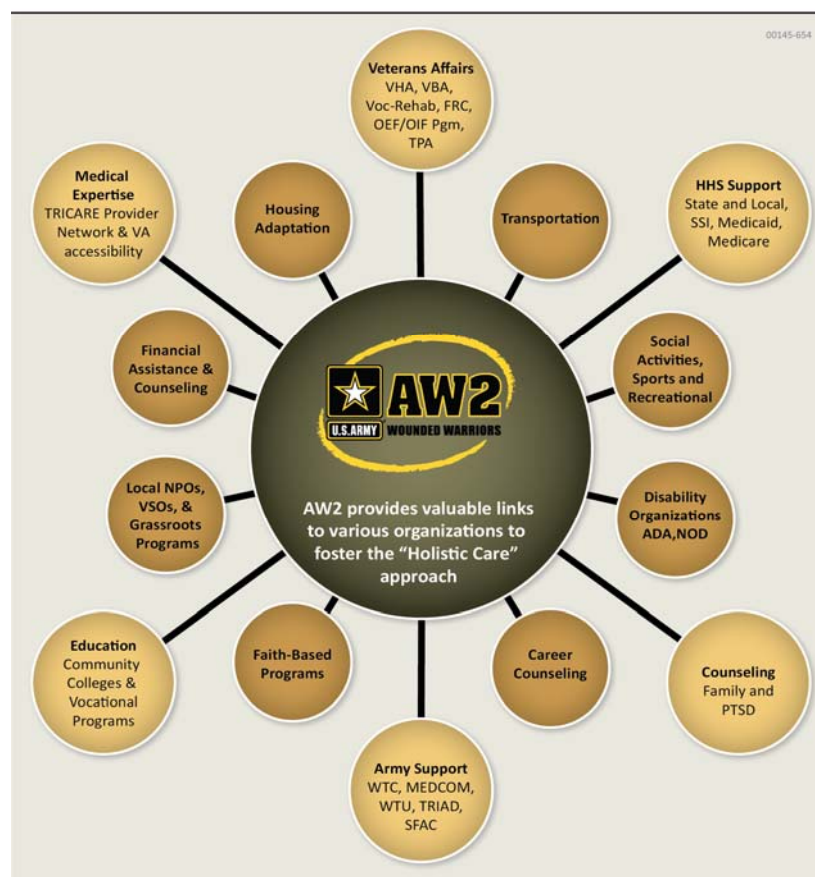 00145-654
Veterans Affairs
VHA, VBA,
Voc-Rehab, FRC,
OEF/OIF Pgm,
TPA
Medical
Expertise
TRICARE Provider
Network & VA
accessibility
Housing
Adaptation
Transportation
HHS Support
State and Local,
SSI, Medicaid,
Medicare
Financial
Assistance &
Counseling
Social
Activities,
Sports and
Recreational
AW2
U.S.ARMY
WOUNDED WARRIORS
AW2 provides valuable links
to various organizations to
foster the “Holistic Care”
approach
Local NPOs,
VSOs, &
Grassroots
Programs
Disability
Organizations
ADA,NOD
Education
Community
Colleges &
Vocational
Programs
Faith-Based
Programs
Career
Counseling
Counseling
Family and
PTSD
Army Support
WTC, MEDCOM,
WTU, TRIAD,
SFAC